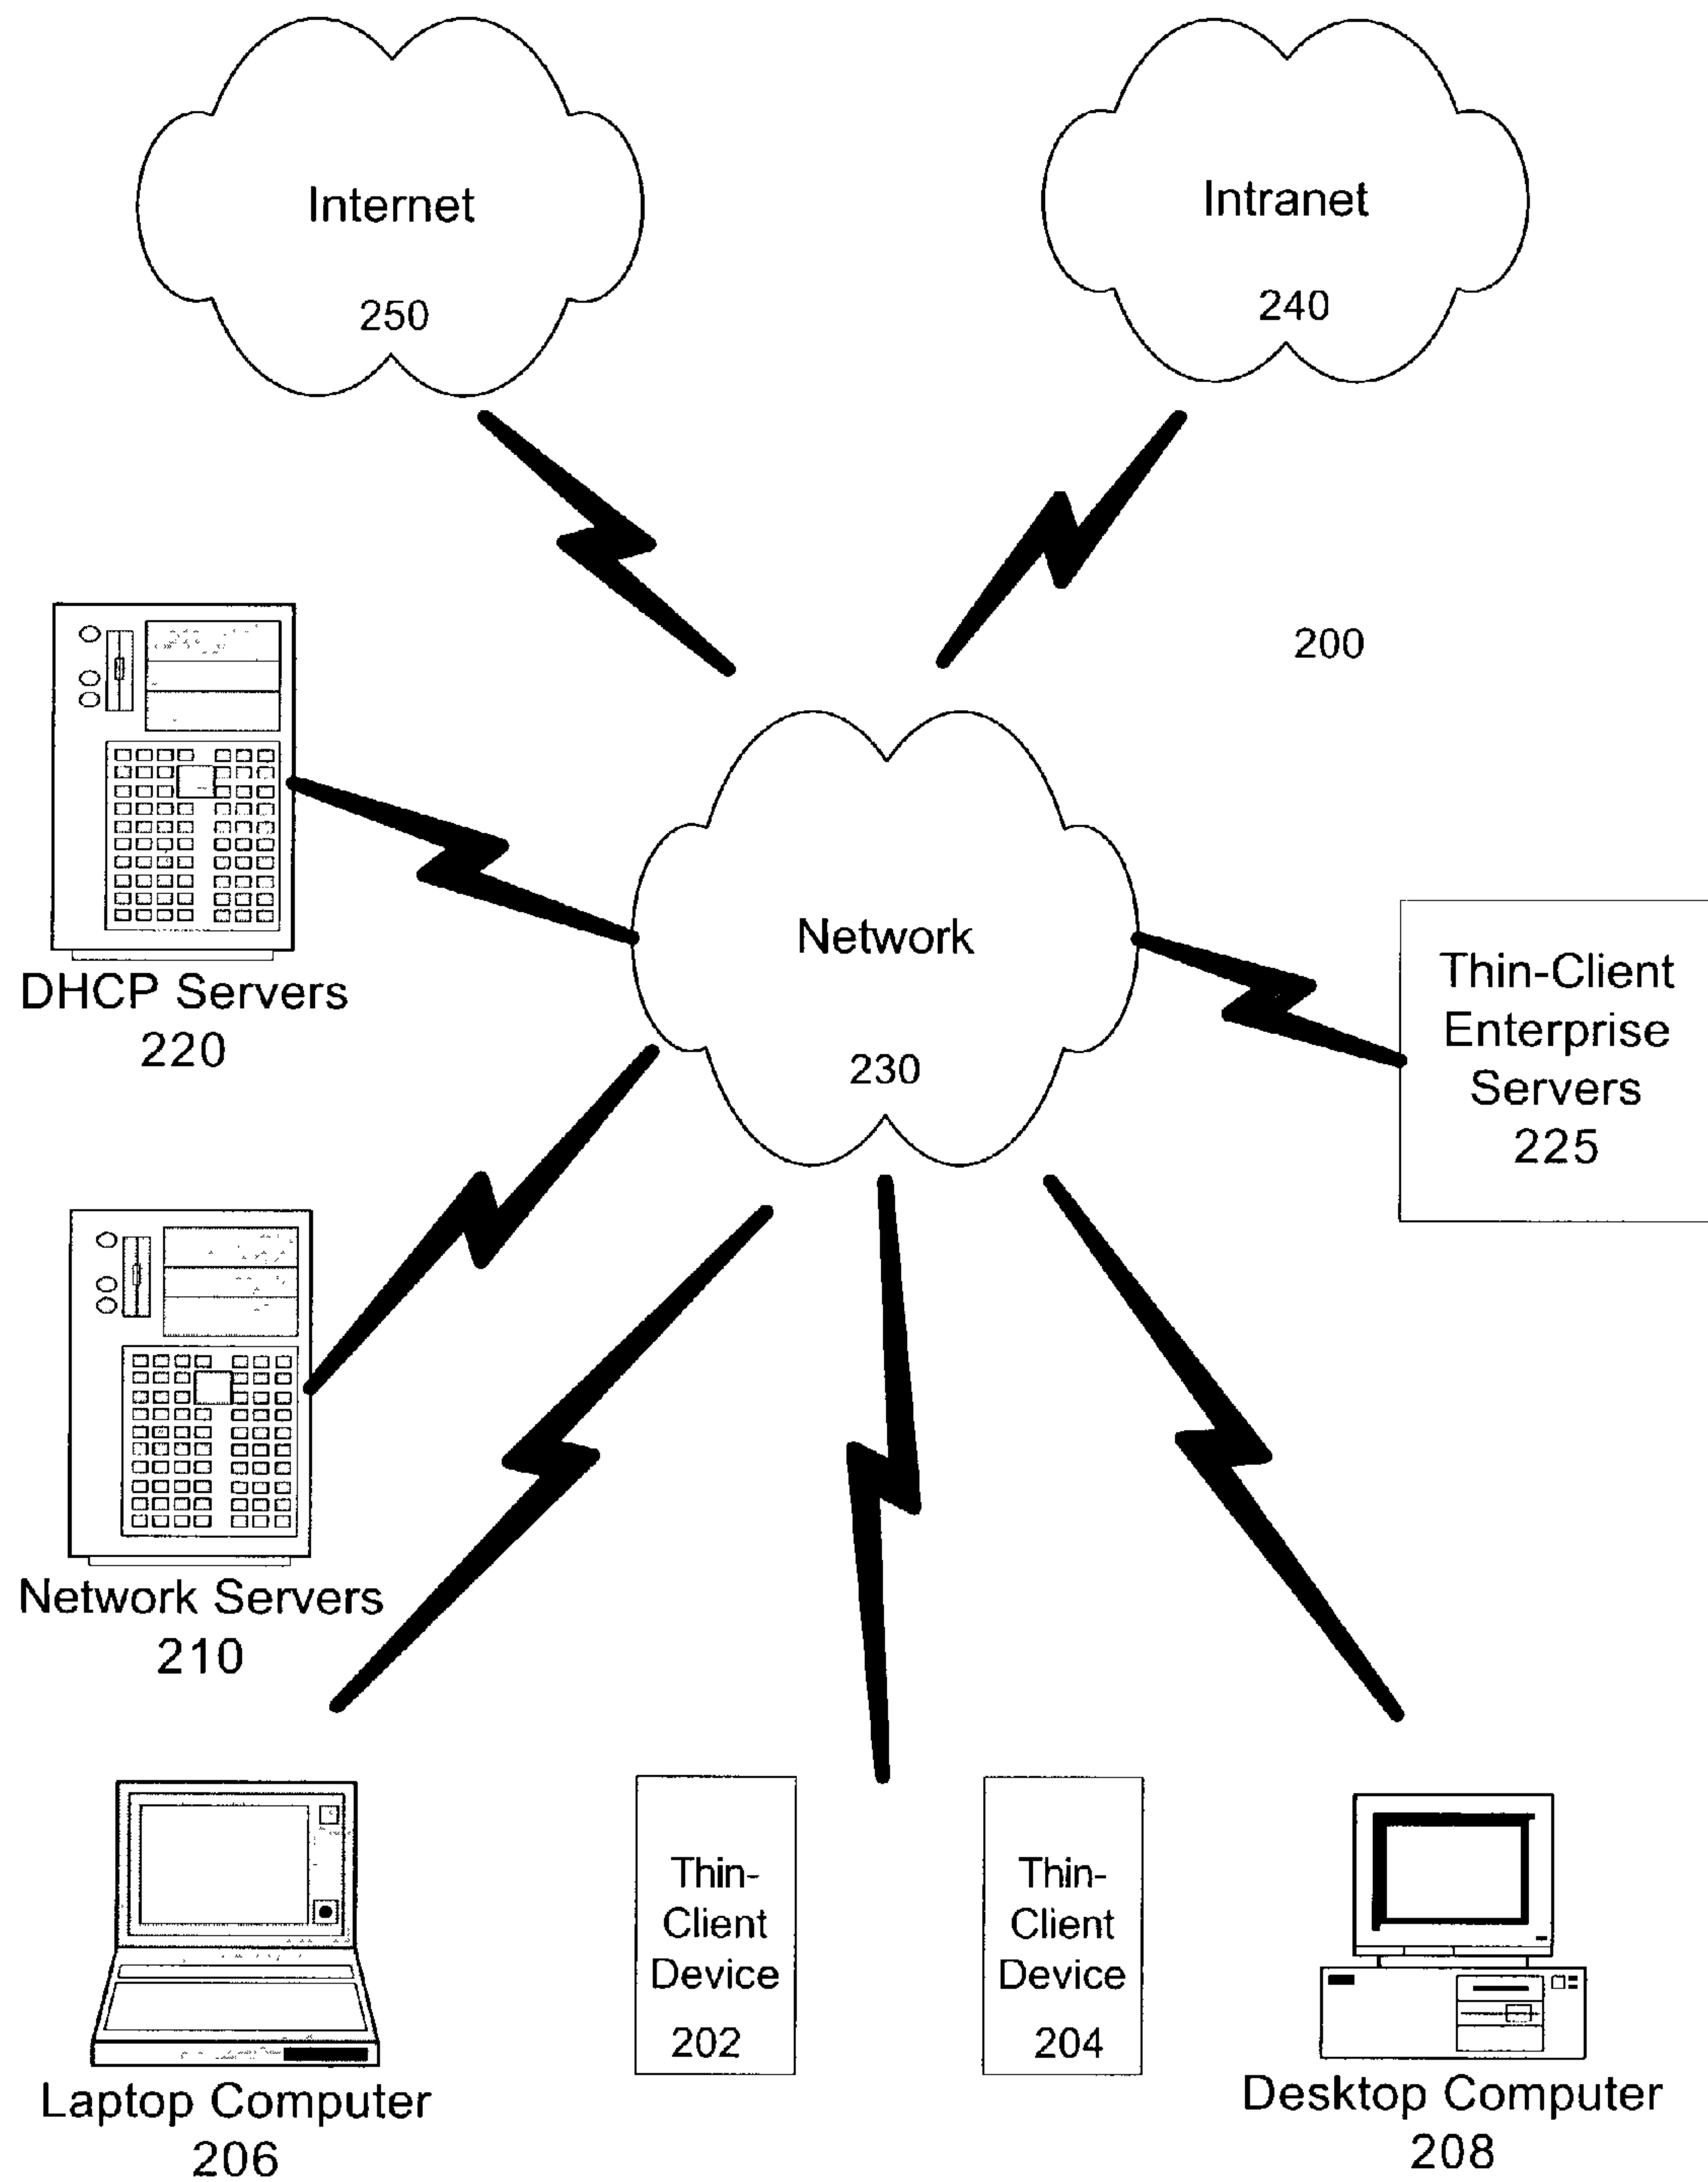 Internet
250
Intranet
240
200
DHCP Servers
220
Network
230
Thin-Client
Enterprise
Servers
225
Network Servers
210
Laptop Computer
206
Thin-
Client
Device
202
Thin-
Client
Device
204
Desktop Computer
208